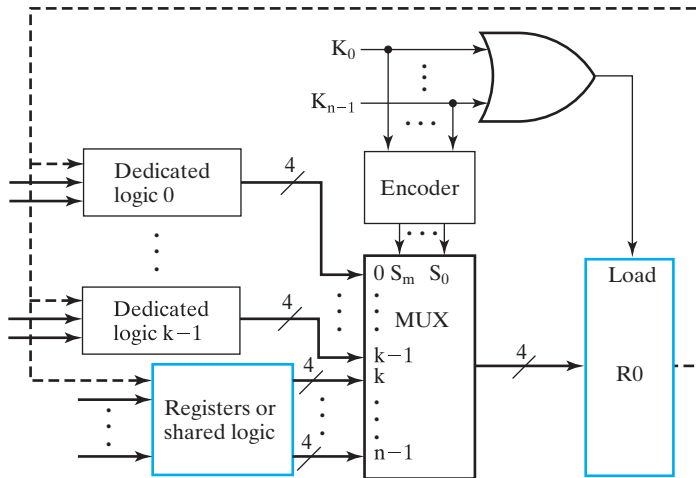 K₀
Kₙ₋₁
Dedicated
logic 0
4
Encoder
0 Sₘ S₀
Load
MUX
Dedicated
logic k−1
4
k−1
k
4
R0
4
Registers or
shared logic
4
n−1